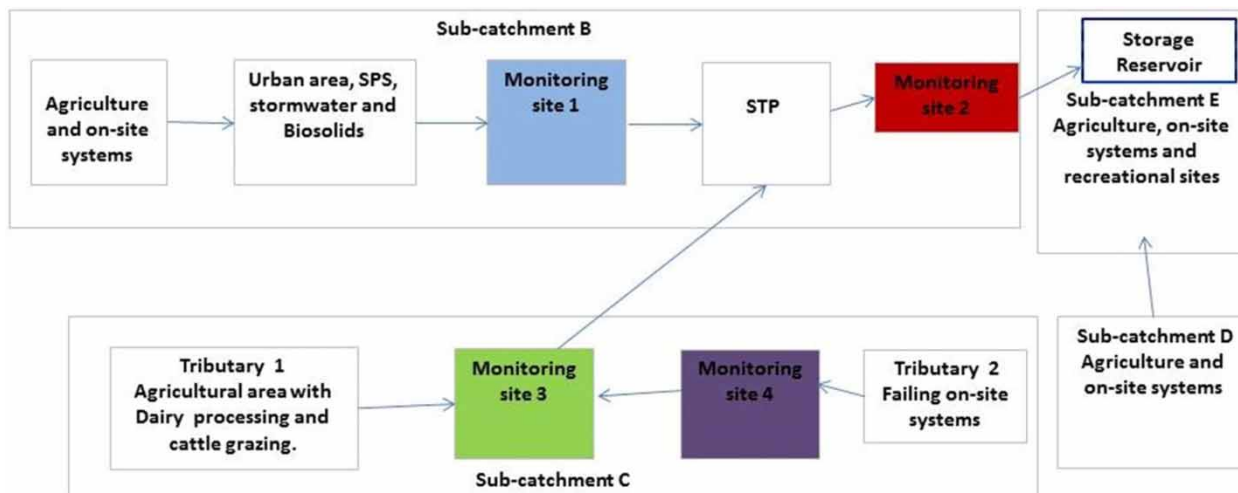 Sub-catchment B
Agriculture
and on-site
systems
Urban area, SPS,
stormwater and
Biosolids
Monitoring
site 1
STP
Monitoring
site 2
Storage
Reservoir
Sub-catchment E
Agriculture, on-site
systems and
recreational sites
Tributary 1
Agricultural area with
Dairy processing and
cattle grazing.
Monitoring
site 3
Monitoring
site 4
Tributary 2
Failing on-site
systems
Sub-catchment C
Sub-catchment D
Agriculture and
on-site systems